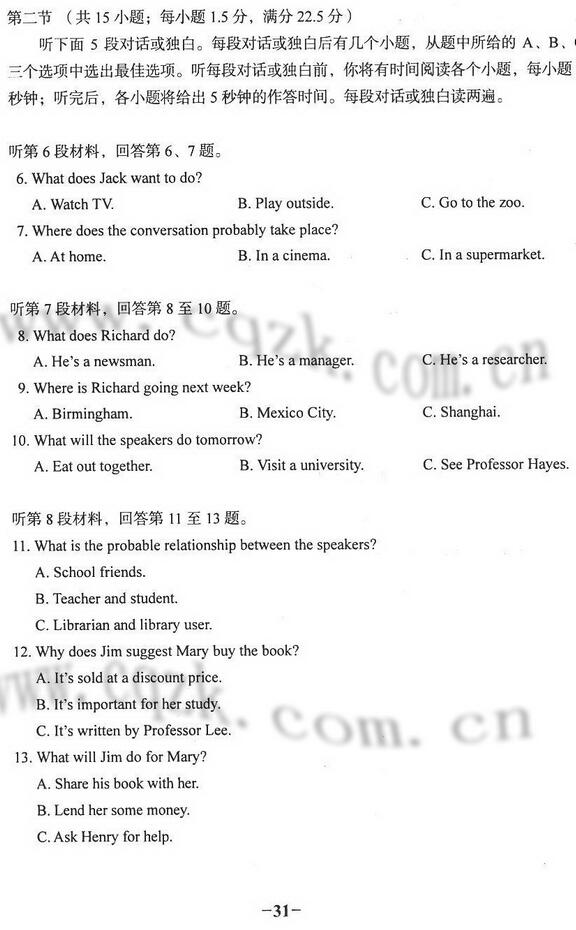 第二节 （共 15 小题；每小题 1.5 分，满分 22.5 分）
听下面 5 段对话或独白。每段对话或独白后有几个小题，从题中所给的 A、B、
三个选项中选出最佳选项。听每段对话或独白前，你将有时间阅读各个小题，每小题
秒钟；听完后，各小题将给出 5 秒钟的作答时间。每段对话或独白读两遍。
听第 6 段材料，回答第 6、7 题。
6. What does Jack want to do?
A. Watch TV. B. Play outside. C. Go to the zoo.
7. Where does the conversation probably take place?
A. At home. B. In a cinema. C. In a supermarket.
听第 7 段材料，回答第 8 至 10 题。
www.cqzk.com.cn
8. What does Richard do?
A. He's a newsman. B. He's a manager. C. He's a researcher.
9. Where is Richard going next week?
A. Birmingham. B. Mexico City. C. Shanghai.
10. What will the speakers do tomorrow?
A. Eat out together. B. Visit a university. C. See Professor Hayes.
听第 8 段材料，回答第 11 至 13 题。
11. What is the probable relationship between the speakers?
A. School friends.
B. Teacher and student.
C. Librarian and library user.
12. Why does Jim suggest Mary buy the book?
A. It's sold at a discount price.
B. It's important for her study.
www.cqzk.com.cn
C. It's written by Professor Lee.
13. What will Jim do for Mary?
A. Share his book with her.
B. Lend her some money.
C. Ask Henry for help.
-31-